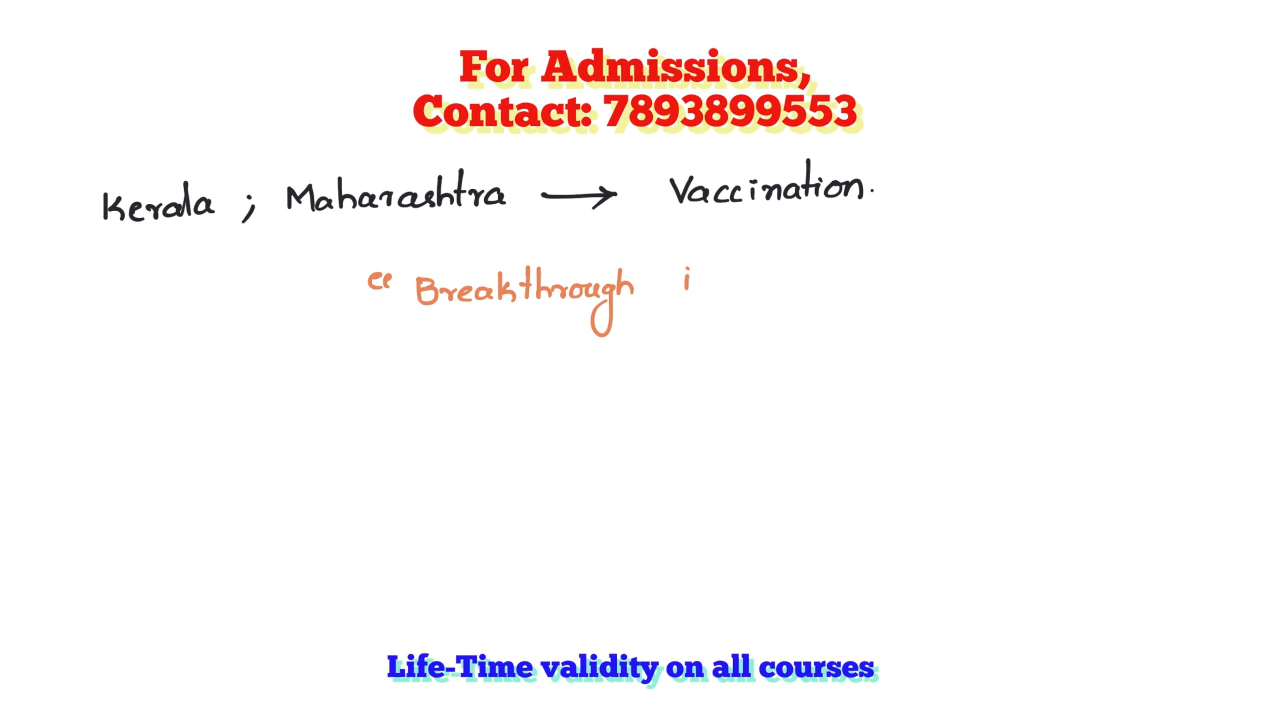 For Admissions,
Contact: 7893899553
Kerala ; Maharashtra → Vaccination.
“ Breakthrough i
Life-Time validity on all courses